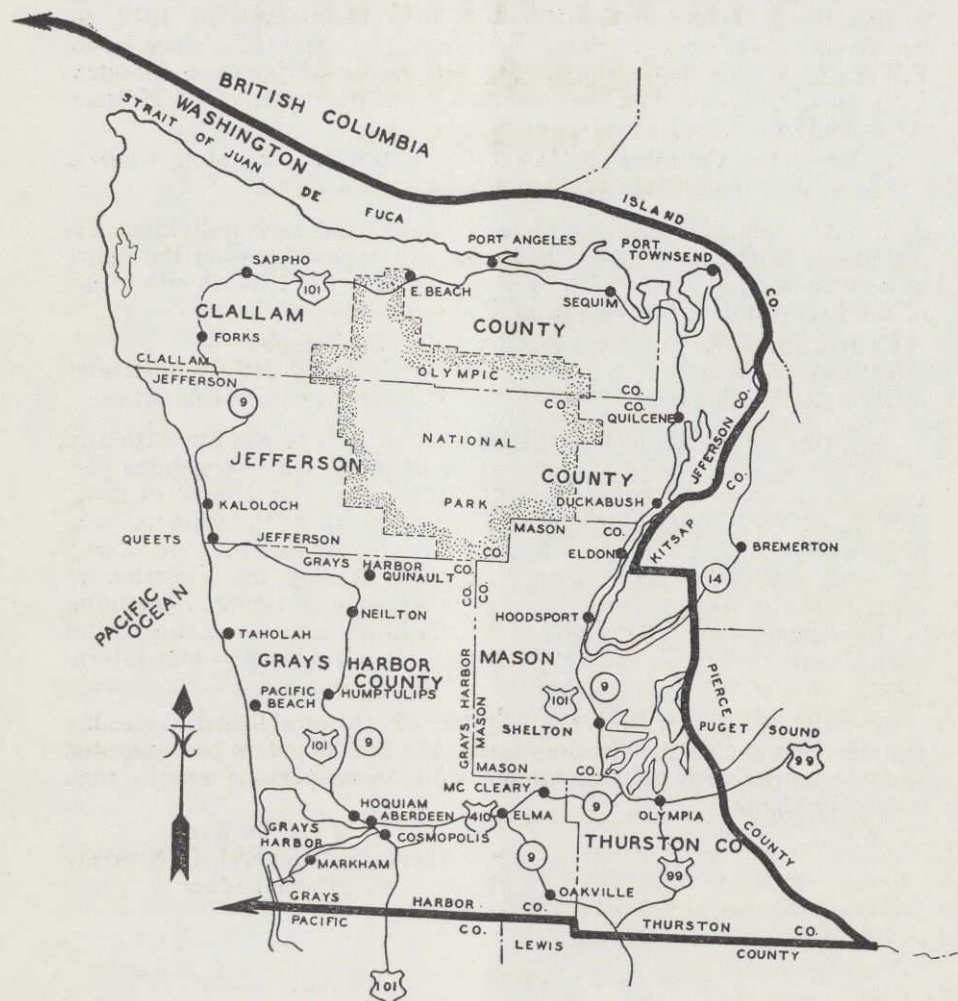 BRITISH COLUMBIA
WASHINGTON
STRAIT OF JUAN DE FUCA
ISLAND CO.
PORT ANGELES
PORT TOWNSEND
SAPPHO
101
E. BEACH
SEQUIM
CLALLAM COUNTY
FORKS
CLALLAM CO.
JEFFERSON CO.
OLYMPIC
9
QUILCENE
NATIONAL
JEFFERSON COUNTY
JEFFERSON CO.
KITSAP CO.
PARK
DUCKABUSH
KALOLOCH
MASON CO.
QUEETS
JEFFERSON CO.
GRAYS HARBOR CO.
ELDON
BREMERTON
QUINAULT
14
PACIFIC OCEAN
NEILTON
HOODSPORT
TAHOLAH
GRAYS HARBOR COUNTY
GRAYS HARBOR CO.
MASON CO.
MASON
PACIFIC BEACH
HUMPTULIPS
101
9
101
9
SHELTON
PIERCE COUNTY
PUGET SOUND
99
MASON CO.
MC CLEARY
9
HOQUIAM
ABERDEEN
410
ELMA
OLYMPIA
GRAYS HARBOR
COSMOPOLIS
THURSTON CO
MARKHAM
9
99
OAKVILLE
GRAYS HARBOR CO.
PACIFIC CO.
THURSTON CO.
LEWIS COUNTY
101